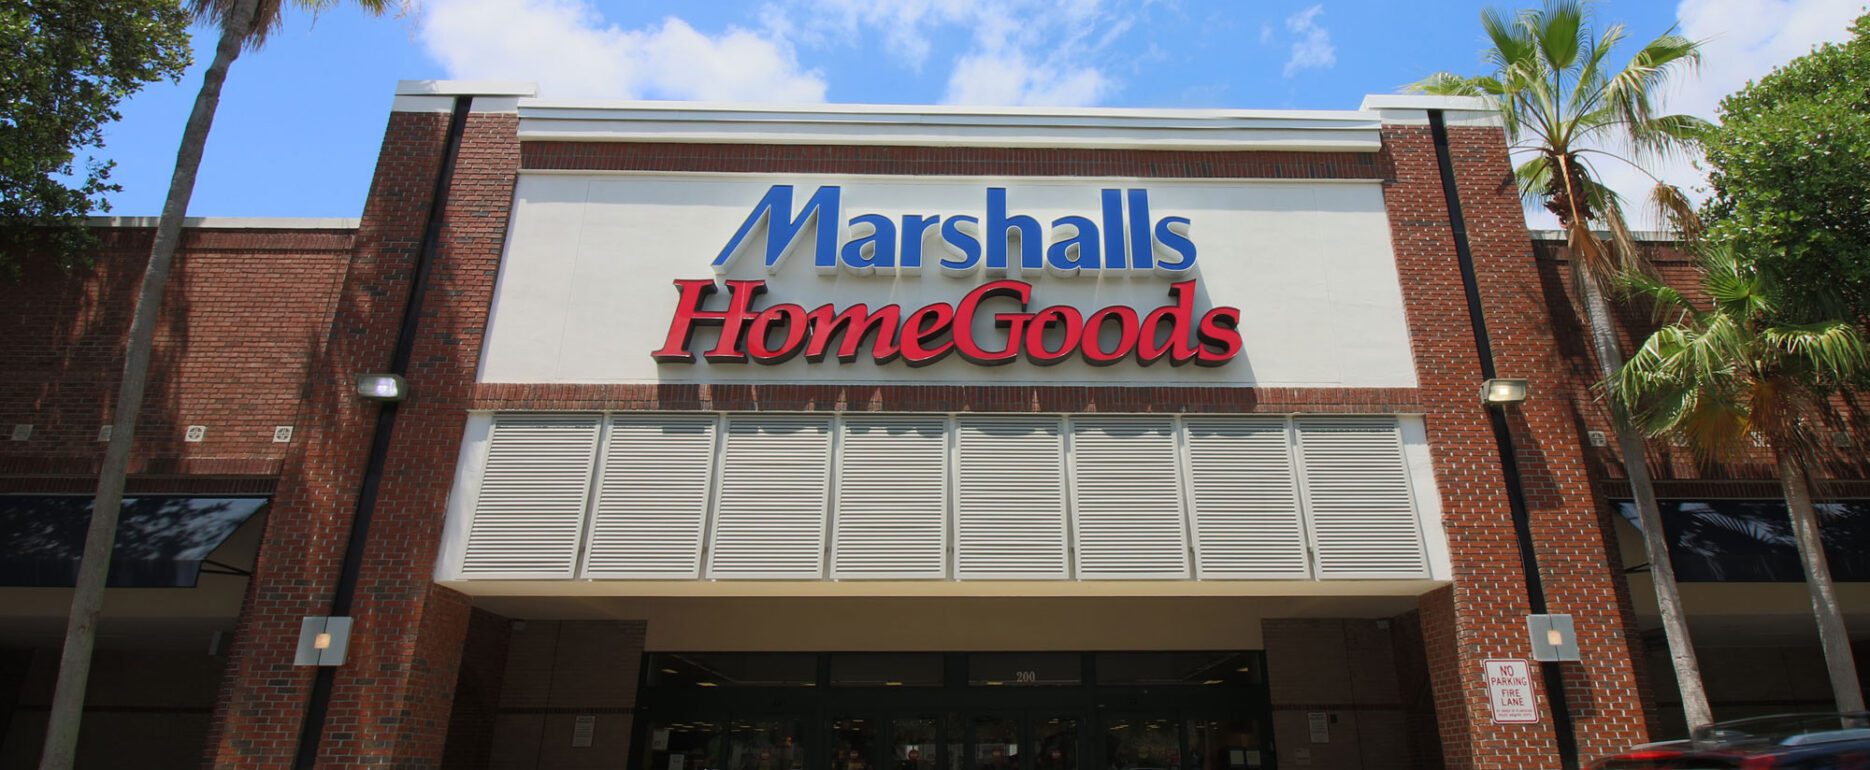 Marshalls
HomeGoods
200
NO
PARKING
FIRE
LANE